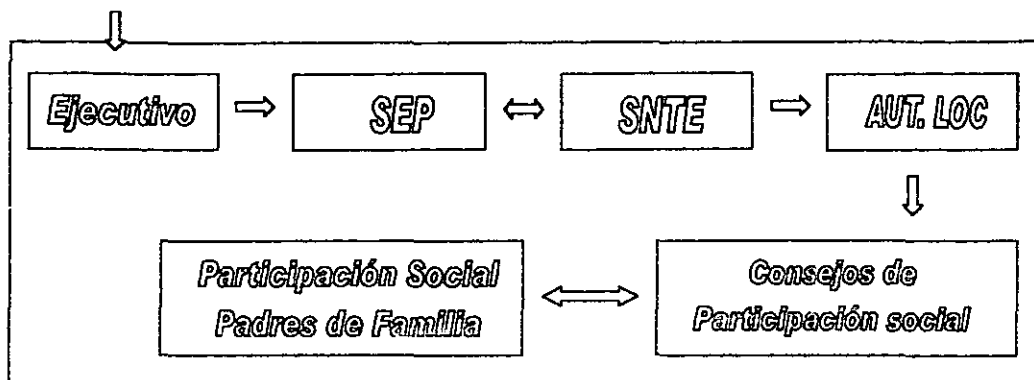 Ejecutivo
SEP
SNTE
AUT. LOC
Participación Social
Padres de Familia
Consejos de
Participación social